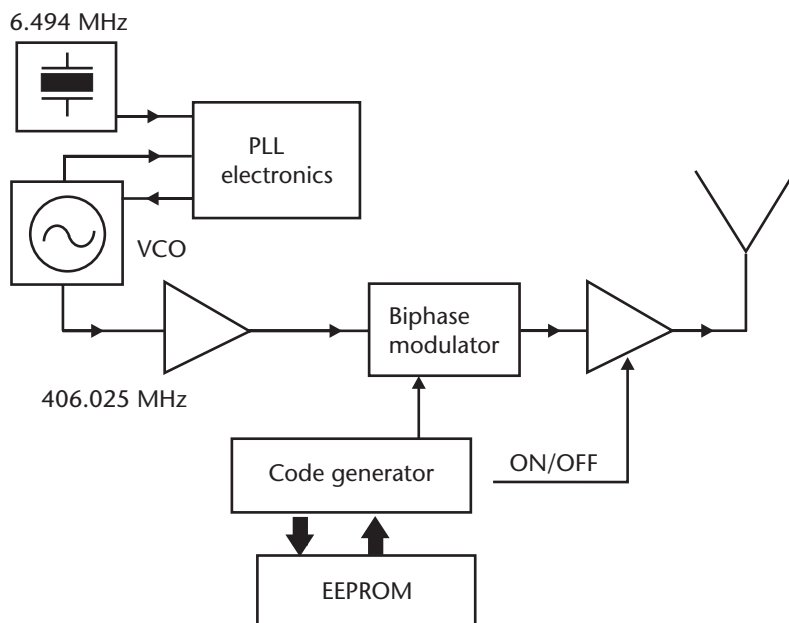 6.494 MHz
PLL
electronics
VCO
Biphase
modulator
406.025 MHz
Code generator
ON/OFF
EEPROM